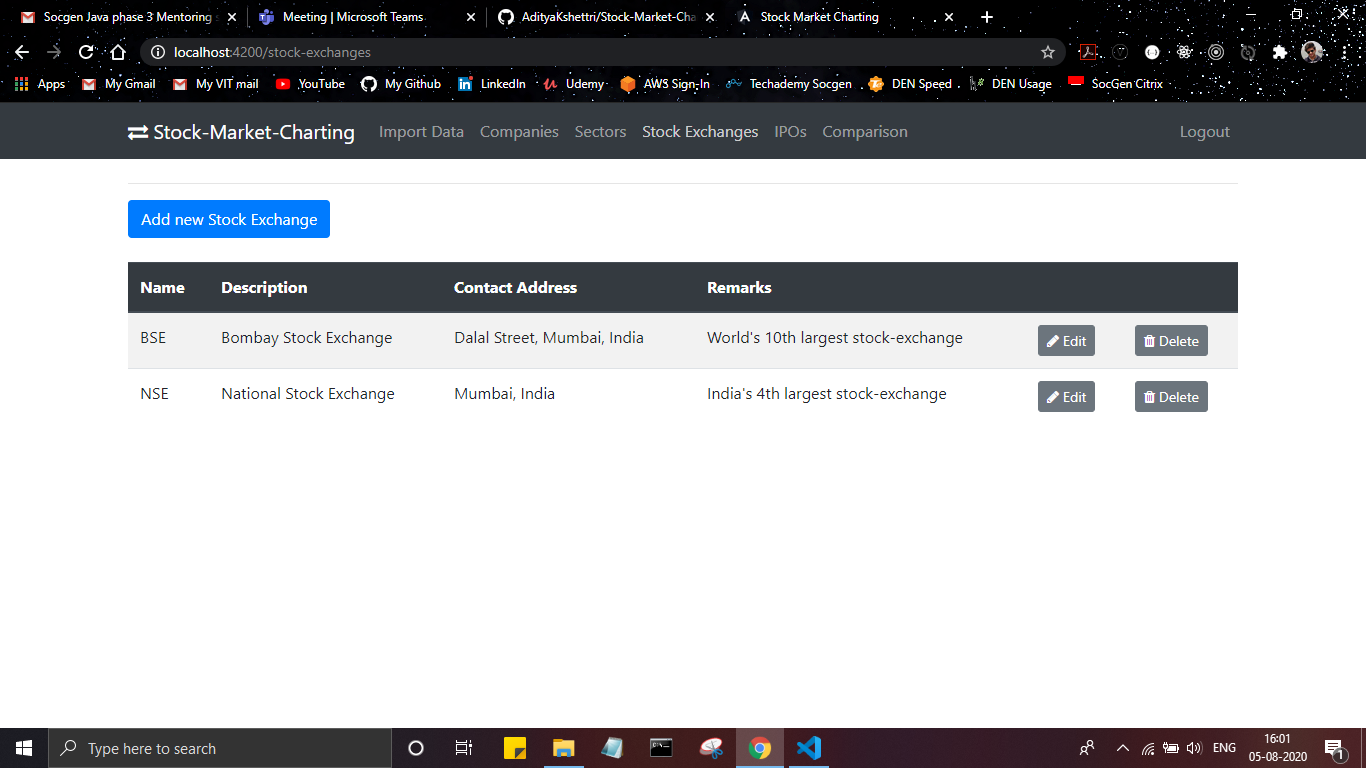 Socgen Java phase 3 Mentoring Meeting | Microsoft Teams AdityaKshettri/Stock-Market-Cha Stock Market Charting
localhost:4200/stock-exchanges
Apps My Gmail My VIT mail YouTube My Github LinkedIn Udemy AWS Sign-In Techademy Socgen DEN Speed DEN Usage SocGen Citrix
Stock-Market-Charting Import Data Companies Sectors Stock Exchanges IPOs Comparison Logout
Add new Stock Exchange
Name Description Contact Address Remarks
BSE Bombay Stock Exchange Dalal Street, Mumbai, India World's 10th largest stock-exchange Edit Delete
NSE National Stock Exchange Mumbai, India India's 4th largest stock-exchange Edit Delete
Type here to search ENG 16:01
05-08-2020 1